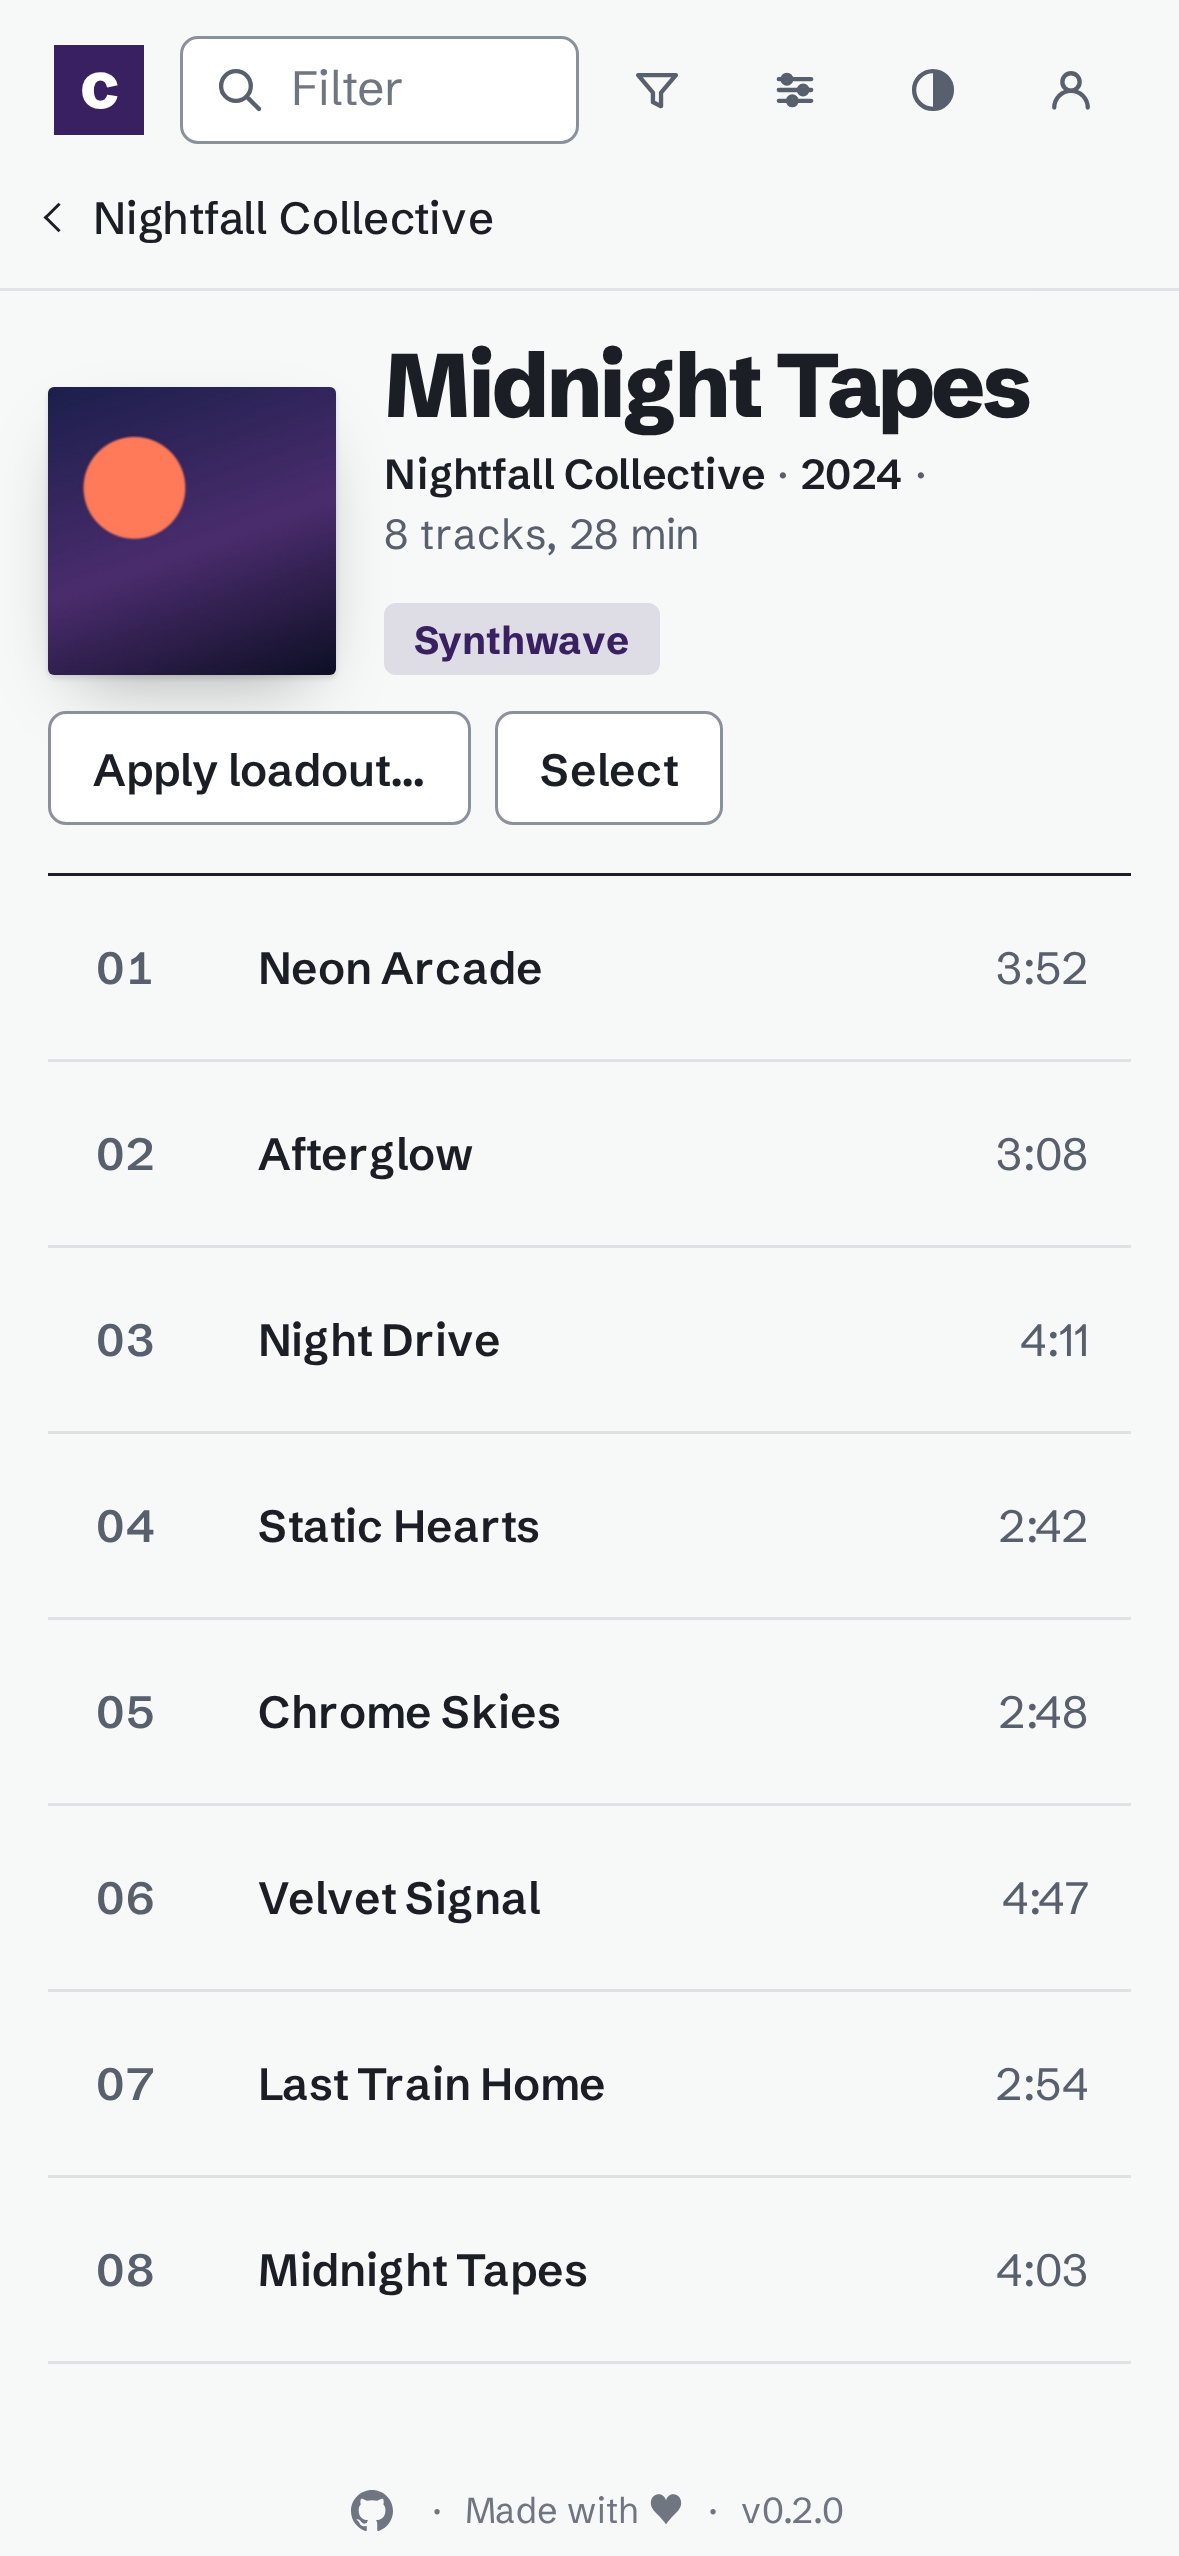 C
Filter
Nightfall Collective
Midnight Tapes
Nightfall Collective · 2024 ·
8 tracks, 28 min
Synthwave
Apply loadout...
Select
01 Neon Arcade 3:52
02 Afterglow 3:08
03 Night Drive 4:11
04 Static Hearts 2:42
05 Chrome Skies 2:48
06 Velvet Signal 4:47
07 Last Train Home 2:54
08 Midnight Tapes 4:03
· Made with ♥ · v0.2.0